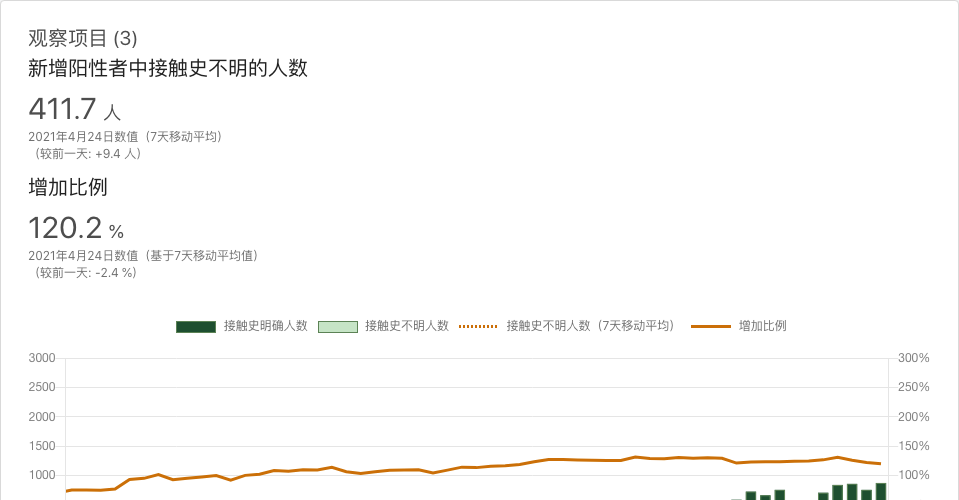 观察项目 (3)
新增阳性者中接触史不明的人数
411.7 人
2021年4月24日数值（7天移动平均）
（较前一天: +9.4 人）
增加比例
120.2 %
2021年4月24日数值（基于7天移动平均值）
（较前一天: -2.4 %）
接触史明确人数 接触史不明人数 接触史不明人数（7天移动平均） 增加比例
3000 300%
2500 250%
2000 200%
1500 150%
1000 100%